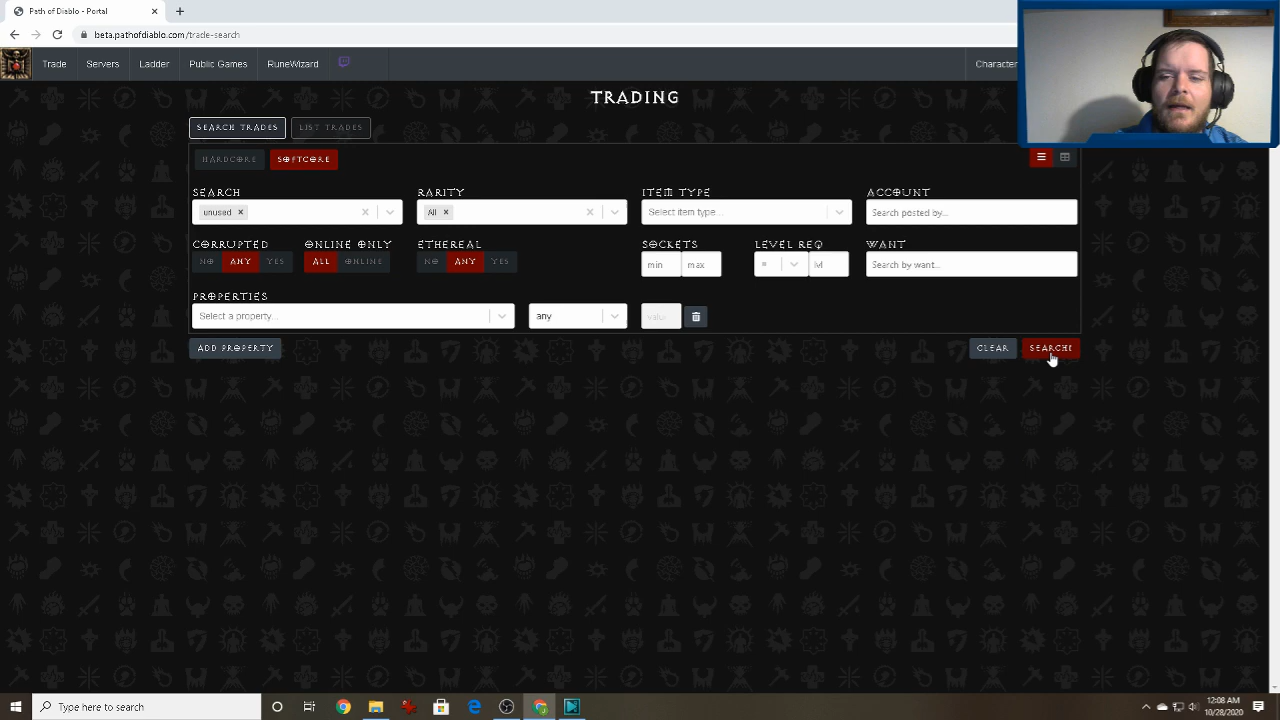 Path of Diablo - Portal
beta.pathofdiablo.com/trade-search
Trade Servers Ladder Public Games RuneWizard Character
TRADING
SEARCH TRADES LIST TRADES
HARDCORE SOFTCORE
SEARCH RARITY ITEM TYPE ACCOUNT
unused All Select item type... Search posted by...
CORRUPTED ONLINE ONLY ETHEREAL SOCKETS LEVEL REQ WANT
NO ANY YES ALL ONLINE NO ANY YES min max = lvl Search by want...
PROPERTIES
Select a property... any value
ADD PROPERTY CLEAR SEARCH!
Type here to search
12:08 AM
10/28/2020